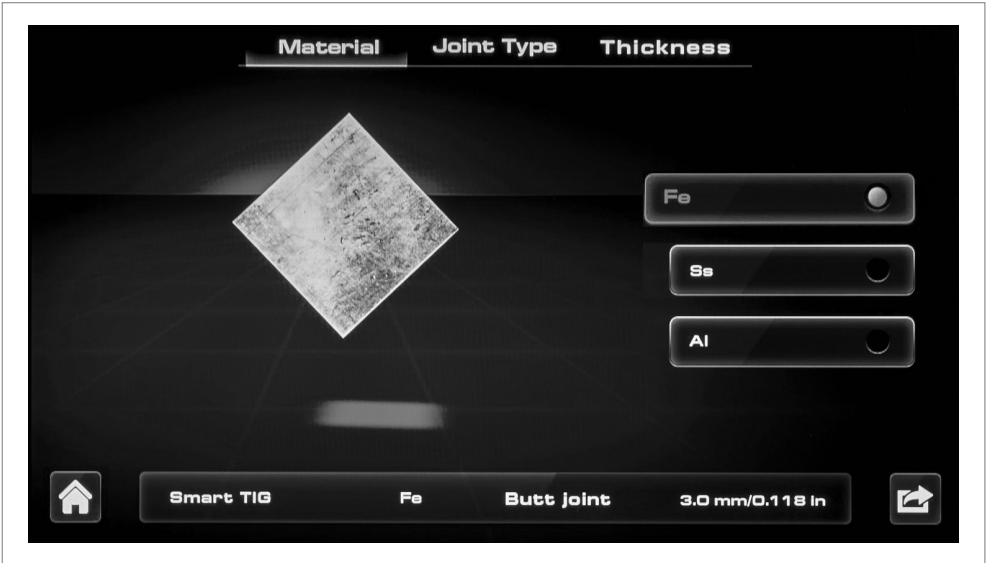 Material Joint Type Thickness
Fe
Ss
Al
Smart TIG Fe Butt joint 3.0 mm/0.118 in